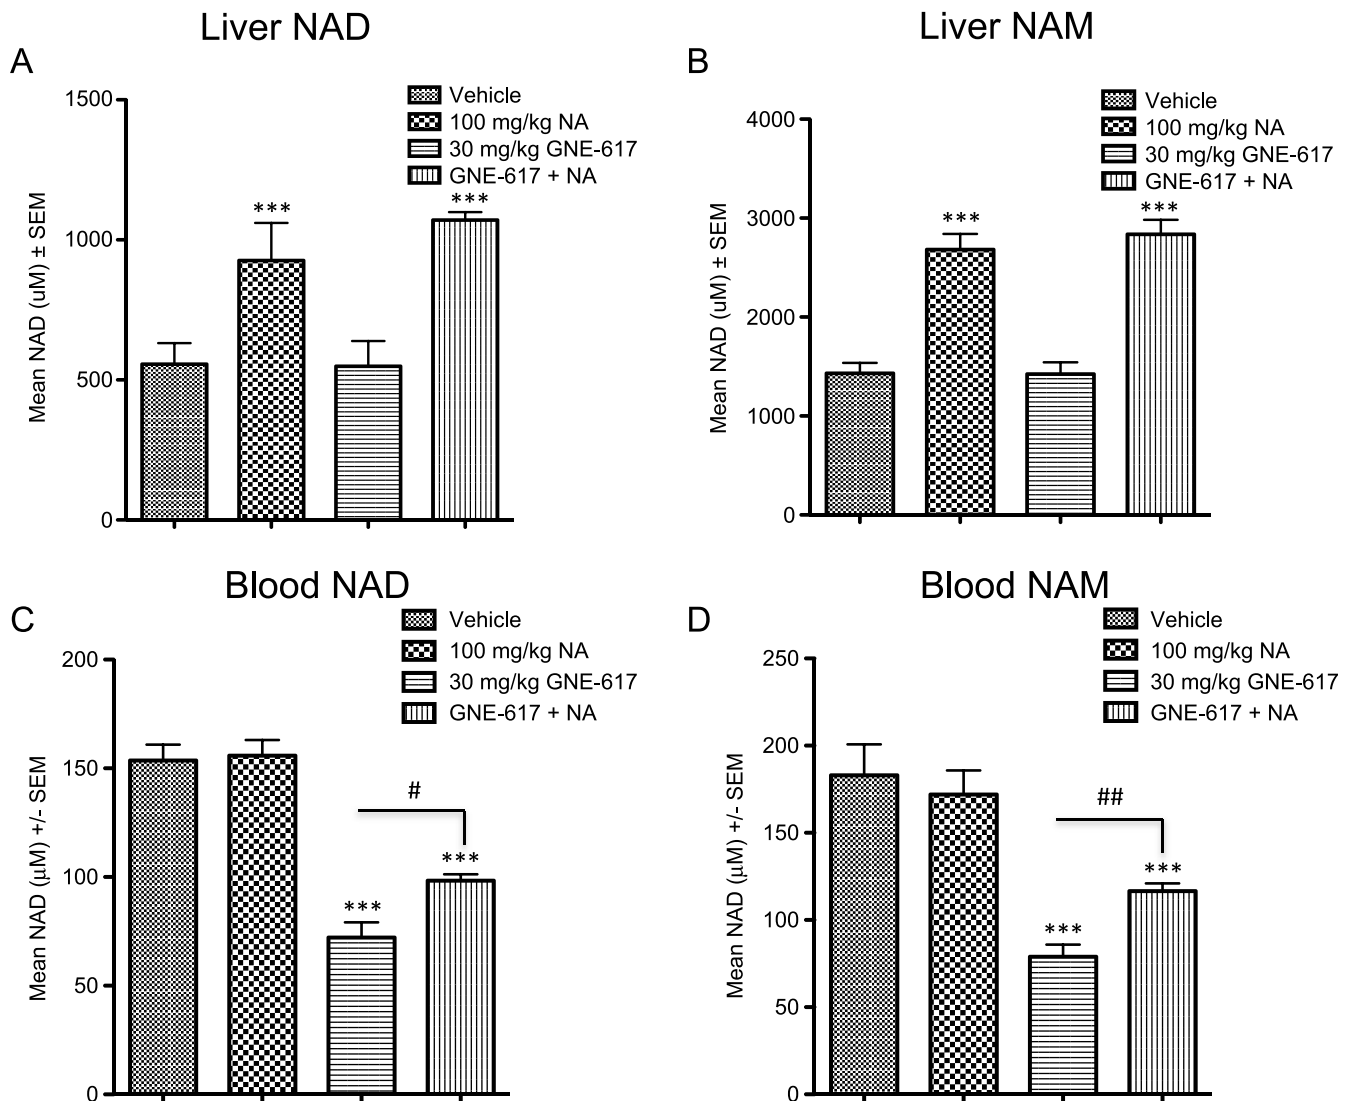 Liver NAD
A
Vehicle
100 mg/kg NA
30 mg/kg GNE-617
GNE-617 + NA
1500
1000
500
0
Mean NAD (uM) ± SEM
***
***
Liver NAM
B
Vehicle
100 mg/kg NA
30 mg/kg GNE-617
GNE-617 + NA
4000
3000
2000
1000
0
Mean NAD (uM) ± SEM
***
***
Blood NAD
C
Vehicle
100 mg/kg NA
30 mg/kg GNE-617
GNE-617 + NA
200
150
100
50
0
Mean NAD (μM) +/- SEM
#
***
***
Blood NAM
D
Vehicle
100 mg/kg NA
30 mg/kg GNE-617
GNE-617 + NA
250
200
150
100
50
0
Mean NAD (μM) +/- SEM
##
***
***